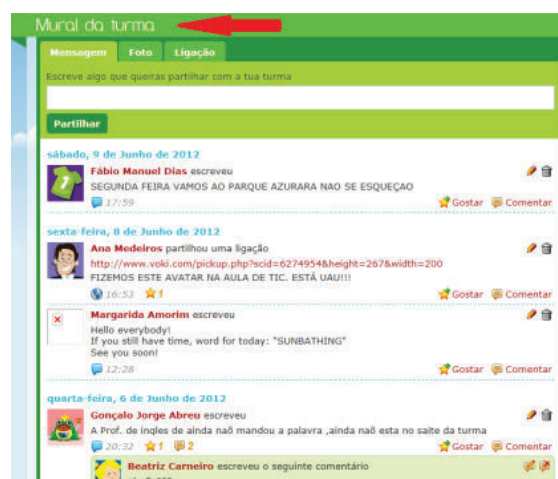 Mural da turma
Mensagem Foto Ligação
Escreve algo que queiras partilhar com a tua turma
Partilhar
sábado, 9 de Junho de 2012
Fábio Manuel Dias escreveu
SEGUNDA FEIRA VAMOS AO PARQUE AZURARA NAO SE ESQUEÇAO
17:59 Gostar Comentar
sexta-feira, 8 de Junho de 2012
Ana Medeiros partilhou uma ligação
http://www.voki.com/pickup.php?scid=6274954&height=267&width=200
FIZEMOS ESTE AVATAR NA AULA DE TIC. ESTÁ UAU!!!
16:53 1 Gostar Comentar
Margarida Amorim escreveu
Hello everybody!
If you still have time, word for today: "SUNBATHING"
See you soon!
12:28 Gostar Comentar
quarta-feira, 6 de Junho de 2012
Gonçalo Jorge Abreu escreveu
A Prof. de ingles de ainda naõ mandou a palavra ,ainda naõ esta no saite da turma
20:32 1 2 Gostar Comentar
Beatriz Carneiro escreveu o seguinte comentário